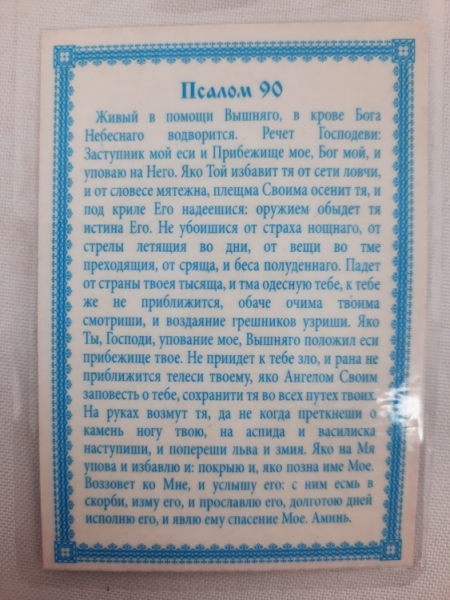 Псалом 90
Живый в помощи Вышняго, в крове Бога
Небеснаго водворится. Речет Господеви:
Заступник мой еси и Прибежище мое, Бог мой, и
уповаю на Него. Яко Той избавит тя от сети ловчи,
и от словесе мятежна, плещма Своима осенит тя, и
под криле Его надеешися: оружием обыдет тя
истина Его. Не убоишися от страха нощнаго, от
стрелы летящия во дни, от вещи во тме
преходящия, от сряща, и беса полуденнаго. Падет
от страны твоея тысяща, и тма одесную тебе, к тебе
же не приближится, обаче очима твоима
смотриши, и воздаяние грешников узриши. Яко
Ты, Господи, упование мое, Вышняго положил еси
прибежище твое. Не приидет к тебе зло, и рана не
приближится телеси твоему, яко Ангелом Своим
заповесть о тебе, сохранити тя во всех путех твоих.
На руках возмут тя, да не когда преткнеши о
камень ногу твою, на аспида и василиска
наступиши, и попереши льва и змия. Яко на Мя
упова и избавлю и: покрыю и, яко позна име Мое.
Воззовет ко Мне, и услышу его: с ним есмь в
скорби, изму его, и прославлю его, долготою дней
исполню его, и явлю ему спасение Мое. Аминь.